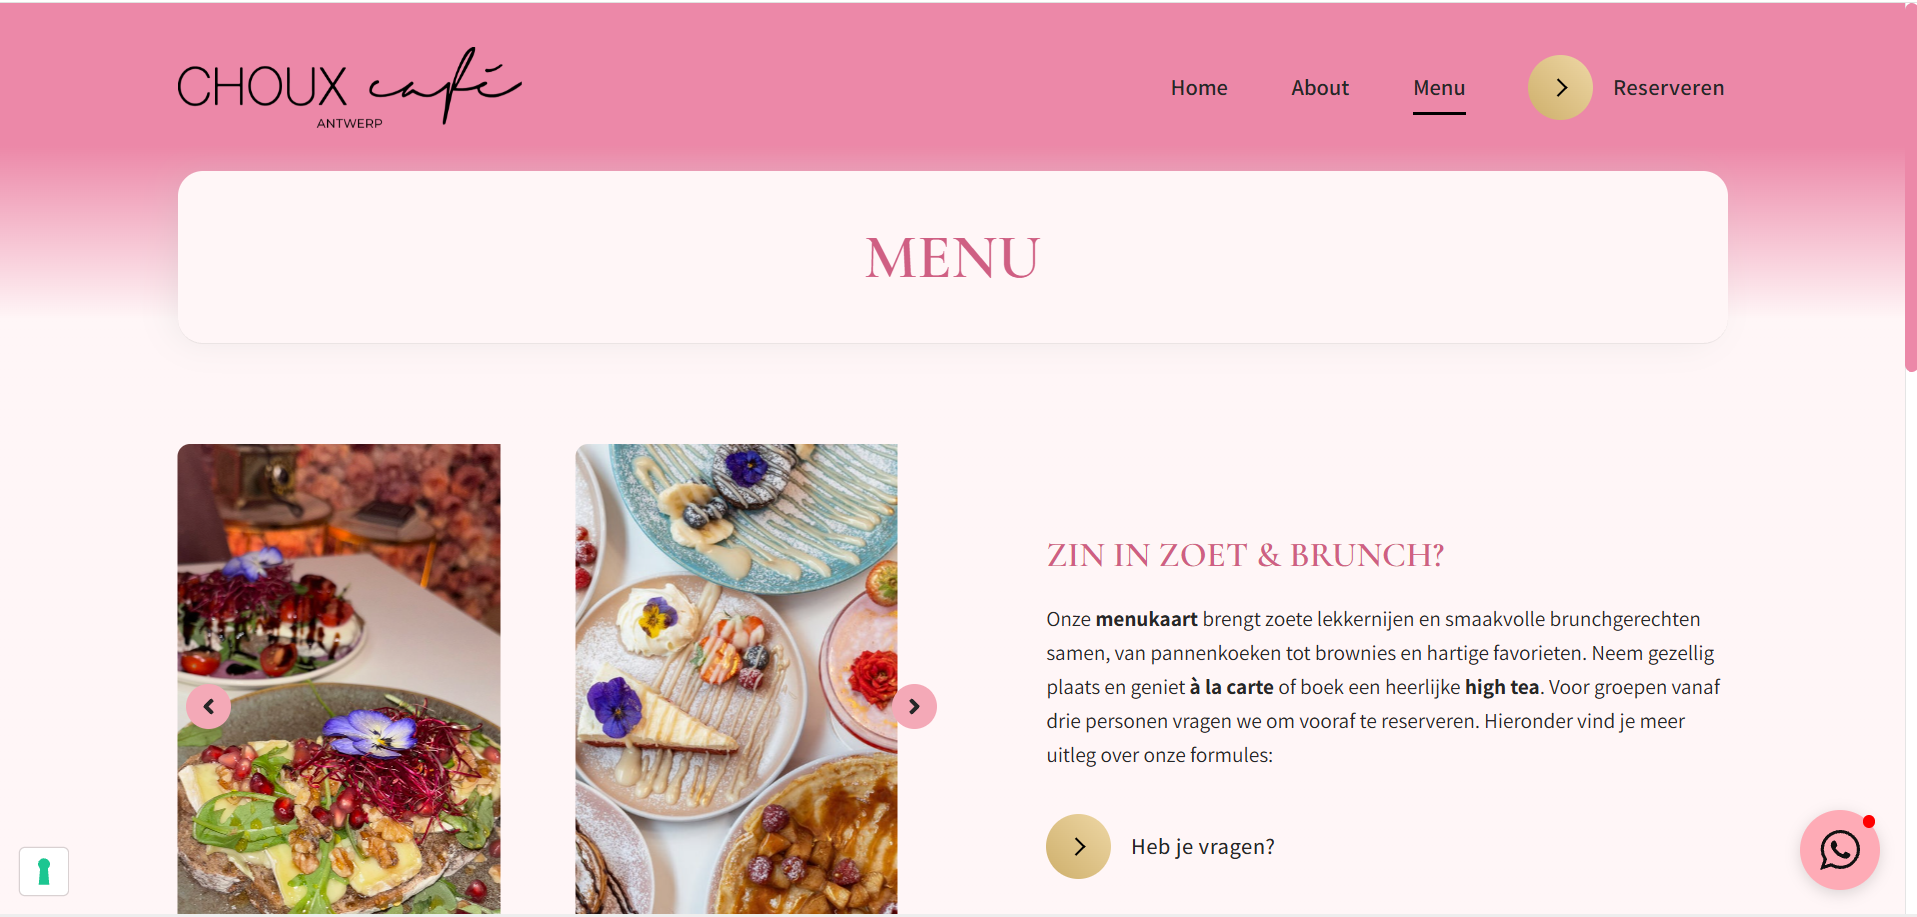 CHOUX café
ANTWERP
Home
About
Menu
Reserveren
MENU
ZIN IN ZOET & BRUNCH?
Onze menukaart brengt zoete lekkernijen en smaakvolle brunchgerechten
samen, van pannenkoeken tot brownies en hartige favorieten. Neem gezellig
plaats en geniet à la carte of boek een heerlijke high tea. Voor groepen vanaf
drie personen vragen we om vooraf te reserveren. Hieronder vind je meer
uitleg over onze formules:
Heb je vragen?